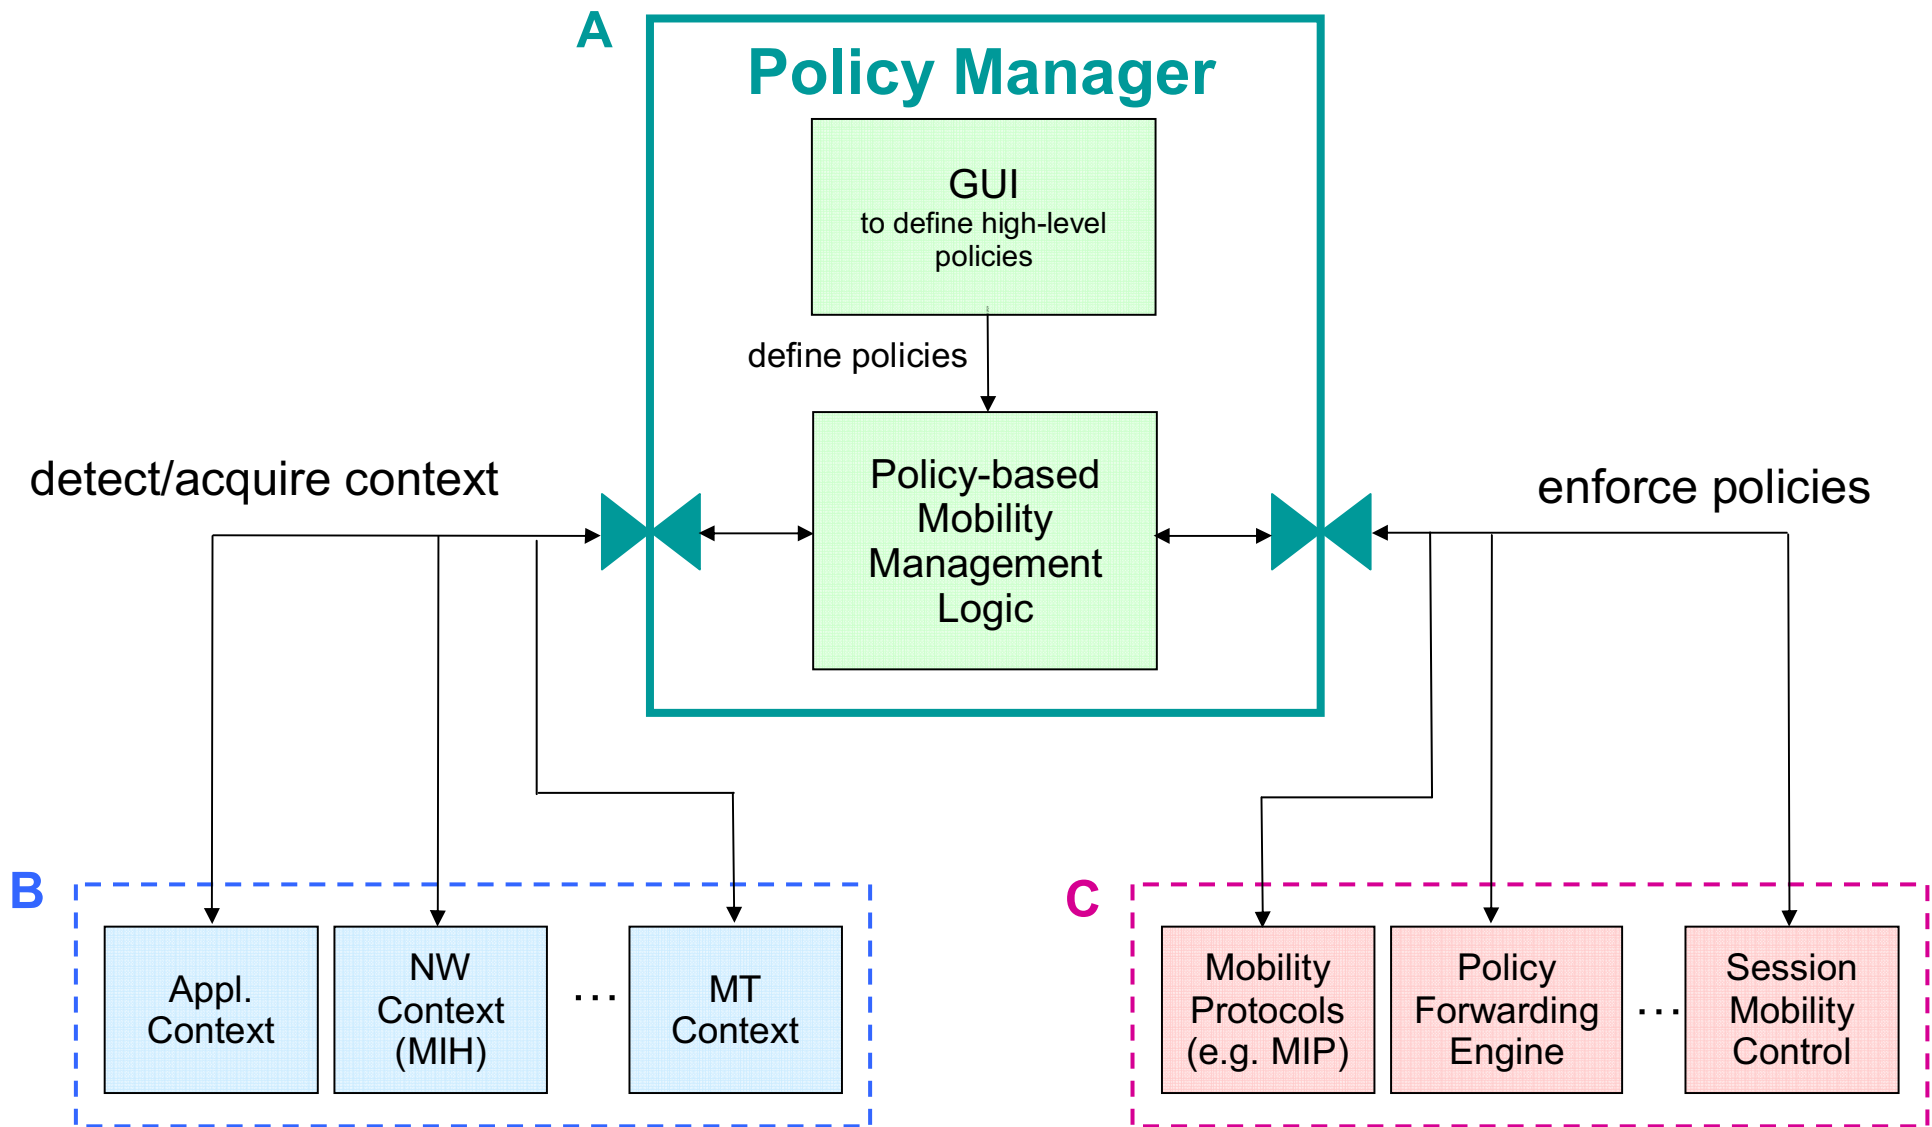 A
Policy Manager
GUI
to define high-level
policies
define policies
detect/acquire context
Policy-based
Mobility
Management
Logic
enforce policies
B
Appl.
Context
NW
Context
(MIH)
...
MT
Context
C
Mobility
Protocols
(e.g. MIP)
Policy
Forwarding
Engine
...
Session
Mobility
Control